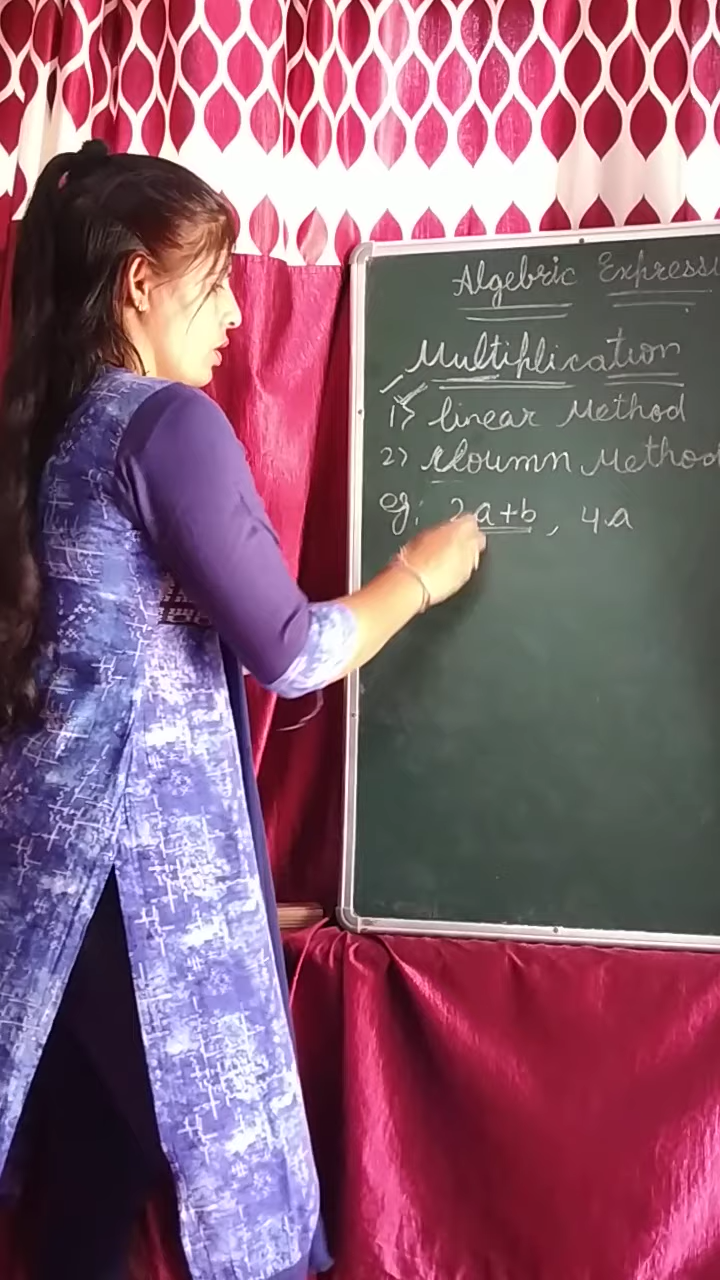 Algebric Expressi
Multiplication
1) linear Method
2) Cloumn Method
eg: 2a+b, 4a